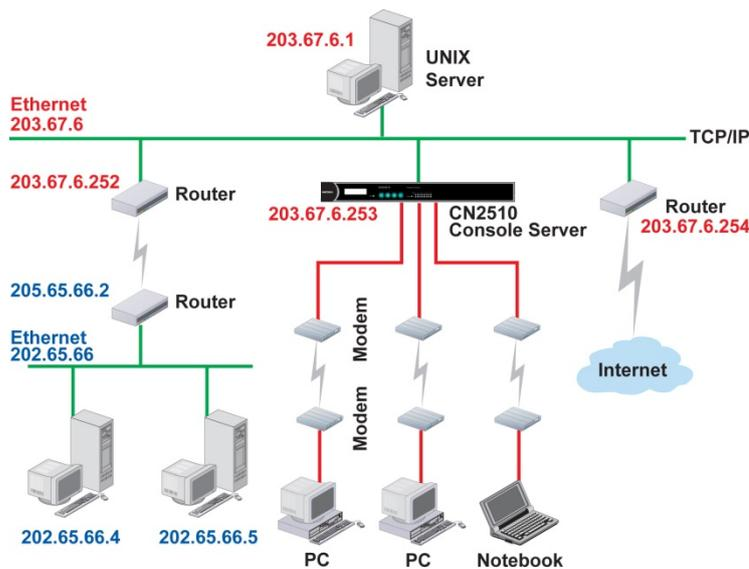 203.67.6.1
UNIX
Server
Ethernet
203.67.6
TCP/IP
203.67.6.252
Router
203.67.6.253
CN2510
Console Server
Router
203.67.6.254
205.65.66.2
Router
Ethernet
202.65.66
Modem
Internet
Modem
202.65.66.4
202.65.66.5
PC
PC
Notebook